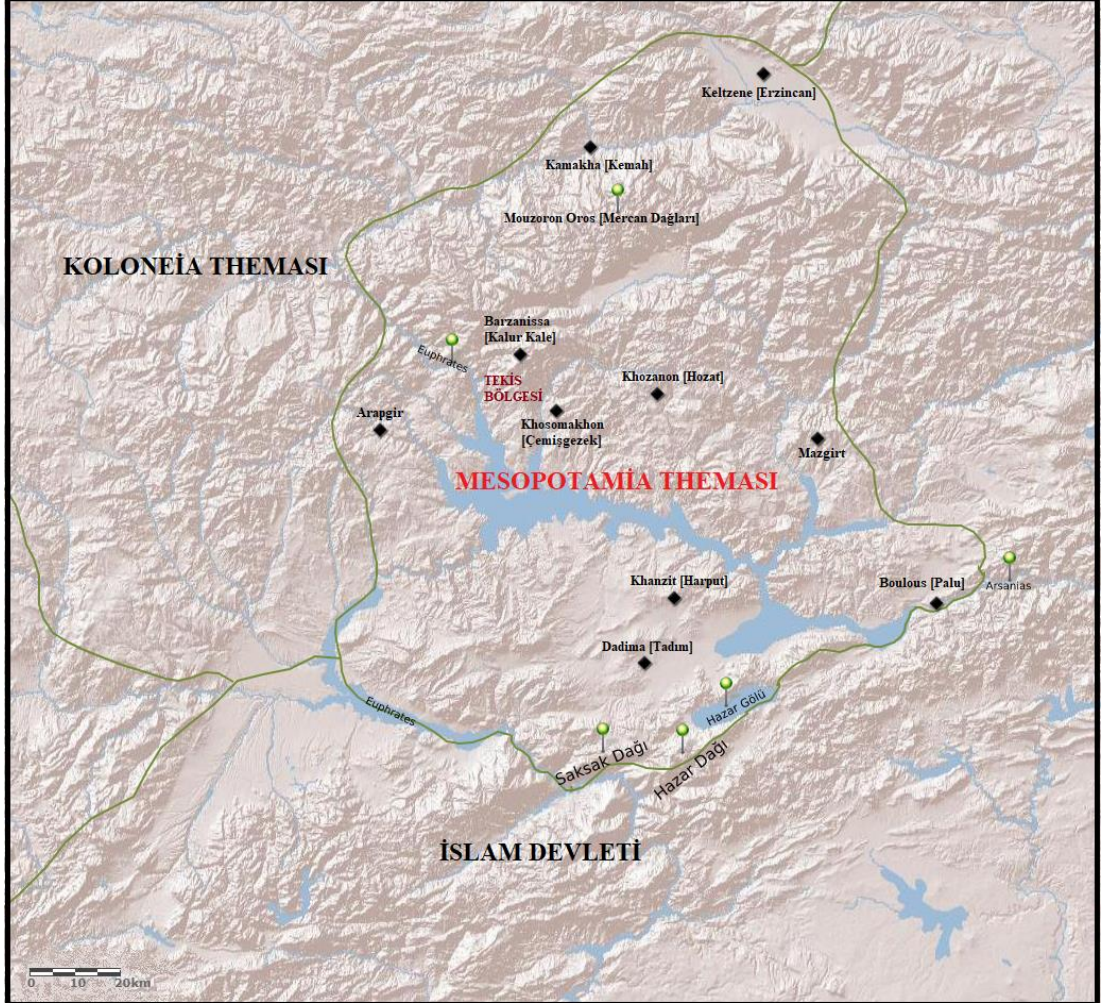 Keltzene [Erzincan]
Kamakha [Kemah]
Mouzoron Oros [Mercan Dağları]
KOLONEİA THEMASI
Barzanissa
[Kalur Kale]
Euphrates
TEKİS
BÖLGESİ
Khozanon [Hozat]
Arapgir
Khosomakhon
[Çemişgezek]
Mazgirt
MESOPOTAMİA THEMASI
Khanzit [Harput]
Boulous [Palu]
Arsanias
Dadima [Tadım]
Euphrates
Hazar Gölü
Saksak Dağı
Hazar Dağı
İSLAM DEVLETİ
0 10 20km